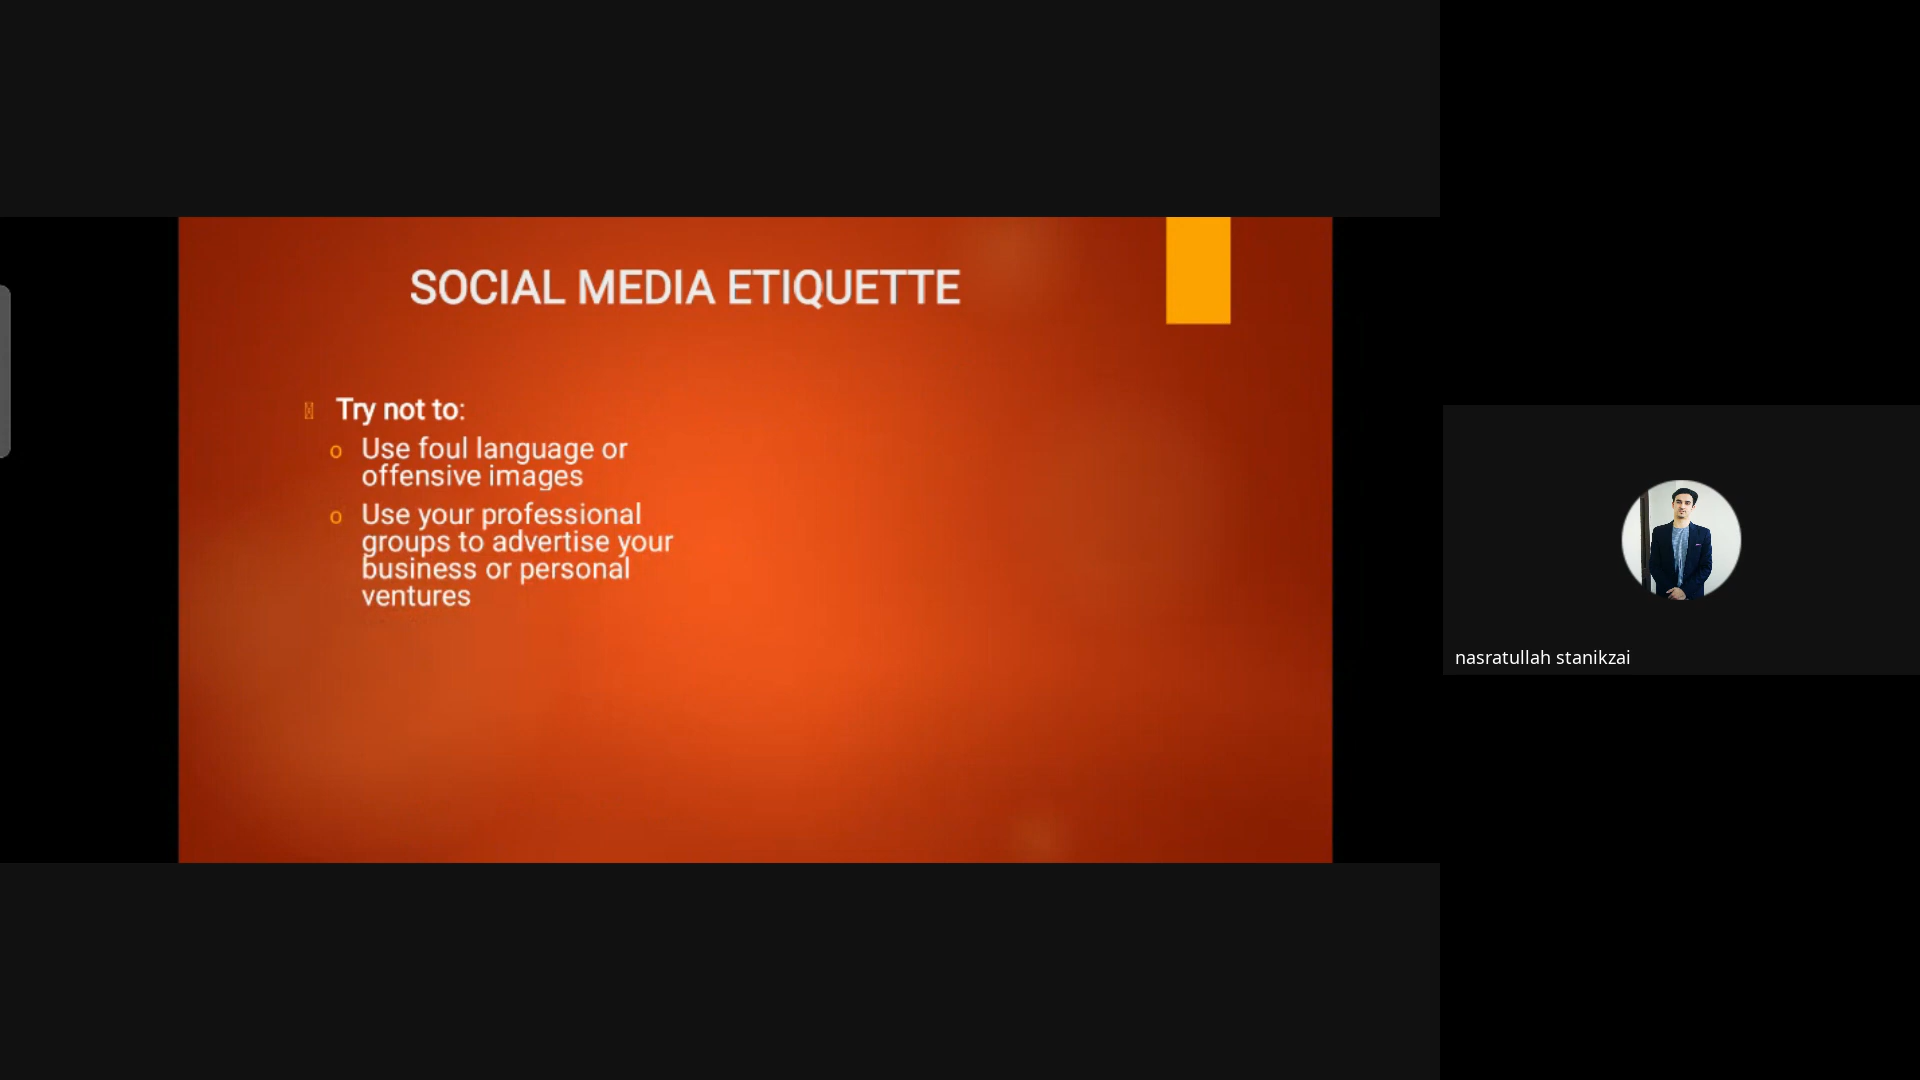 SOCIAL MEDIA ETIQUETTE
Try not to:
o Use foul language or
offensive images
o Use your professional
groups to advertise your
business or personal
ventures
nasratullah stanikzai